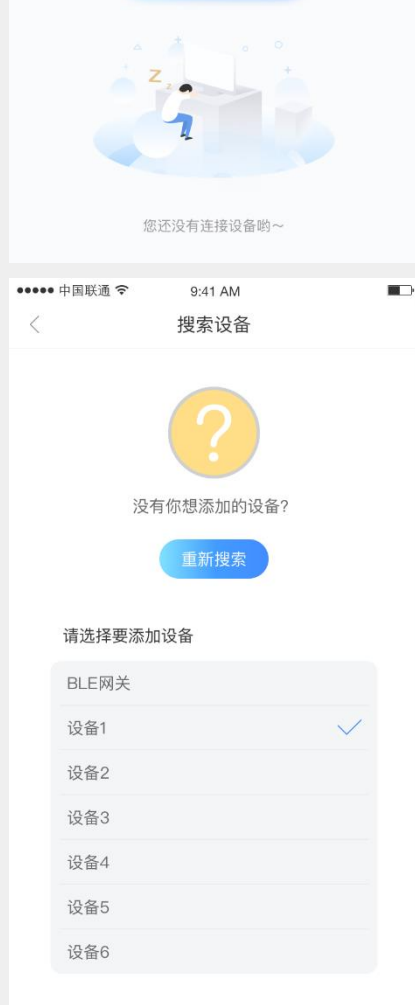 Z
Z
您还没有连接设备哟～
中国联通 9:41 AM
搜索设备
?
没有你想添加的设备?
重新搜索
请选择要添加设备
BLE网关
设备1
设备2
设备3
设备4
设备5
设备6